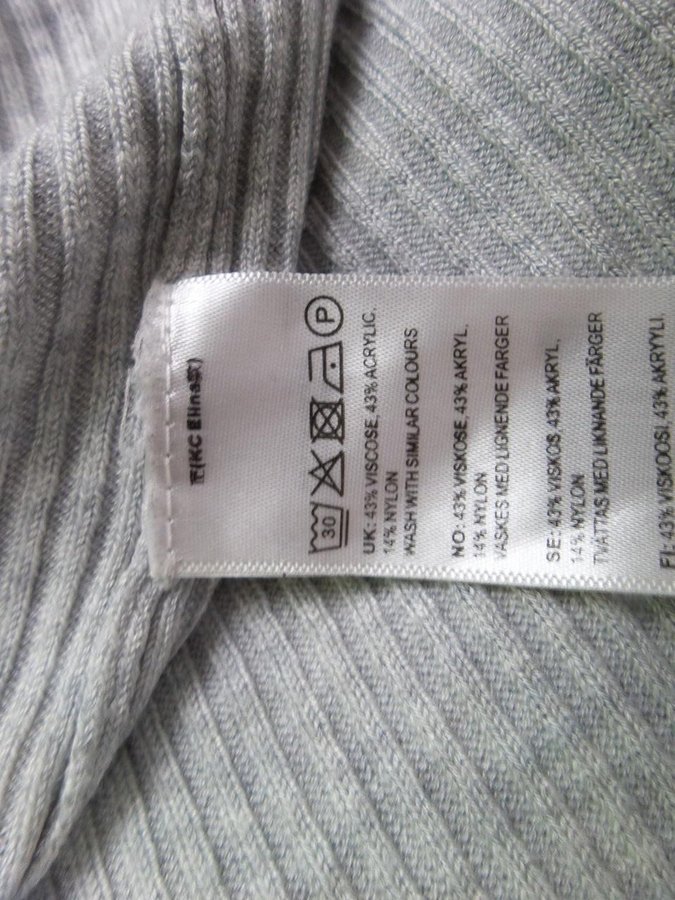 30
P
UK: 43% VISCOSE, 43% ACRYLIC,
14% NYLON
WASH WITH SIMILAR COLOURS
NO: 43% VISKOSE, 43% AKRYL,
14% NYLON
VASKES MED LIGNENDE FARGER
SE: 43% VISKOS, 43% AKRYL,
14% NYLON
TVÄTTAS MED LIKNANDE FÄRGER
FI: 43% VISKOOSI, 43% AKRYYLI,